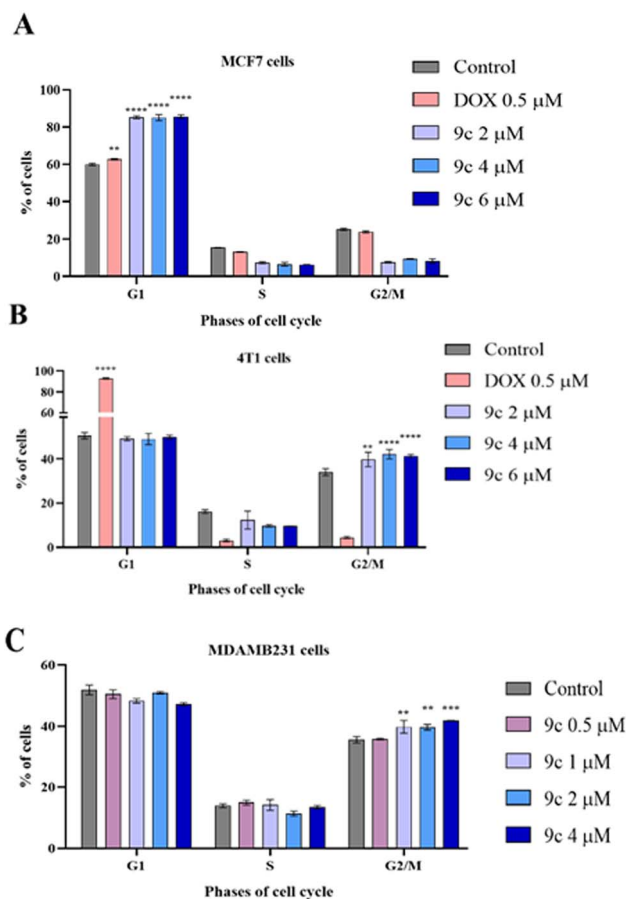 A
MCF7 cells
Control
DOX 0.5 μM
9c 2 μM
9c 4 μM
9c 6 μM
% of cells
100
80
60
40
20
0
**
**** **** ****
G1 S G2/M
Phases of cell cycle
B
4T1 cells
Control
DOX 0.5 μM
9c 2 μM
9c 4 μM
9c 6 μM
% of cells
100
80
60
40
20
0
****
** **** ****
G1 S G2/M
Phases of cell cycle
C
MDAMB231 cells
Control
9c 0.5 μM
9c 1 μM
9c 2 μM
9c 4 μM
% of cells
60
40
20
0
** ** ***
G1 S G2/M
Phases of cell cycle